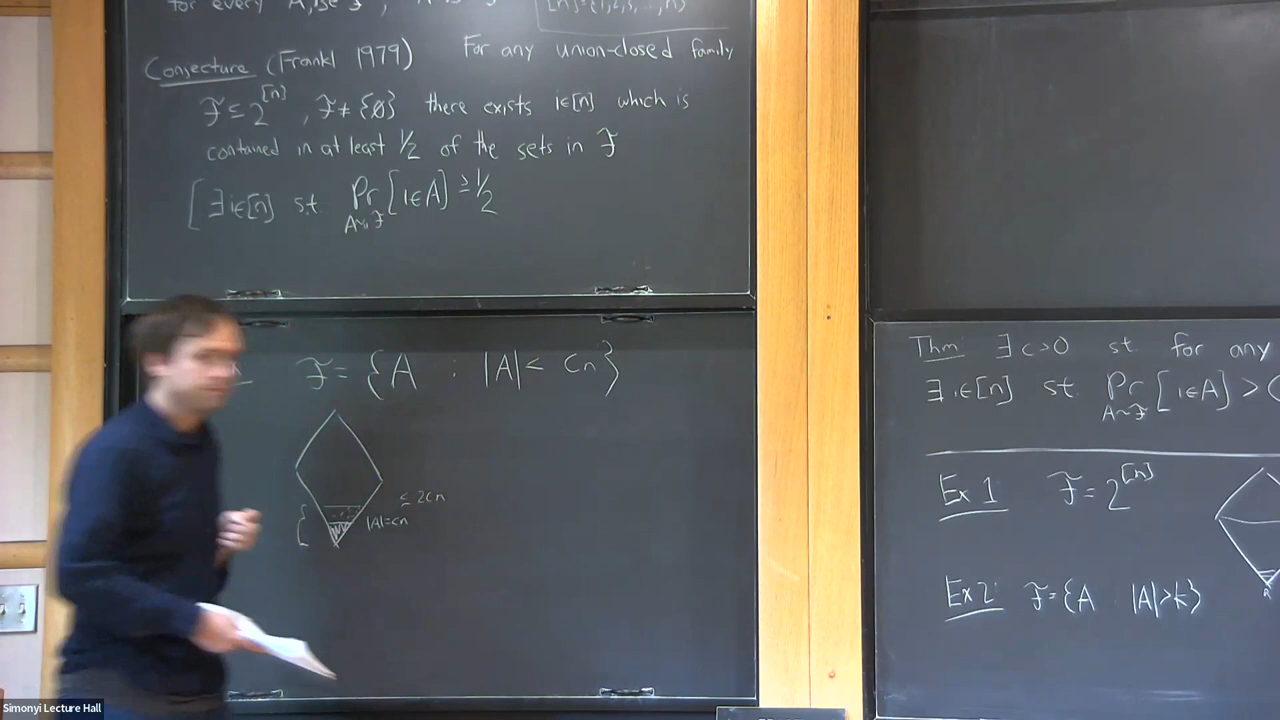 for every A,B∈ℱ,
[n]={1,2,3,...,n}
Conjecture (Frankl 1979) For any union-closed family
ℱ ⊆ 2^[n], ℱ ≠ {∅} there exists i∈[n] which is
contained in at least 1/2 of the sets in ℱ
[∃ i∈[n] st. Pr_{A~ℱ}[i∈A] ≥ 1/2
ℱ = {A : |A| < cn}
≤ 2cn
|A|=cn
Thm: ∃ c>0 st for any
∃ i∈[n] st Pr_{A~ℱ}[i∈A] >
Ex 1 ℱ = 2^[n]
Ex 2: ℱ={A |A|>k}
Simonyi Lecture Hall